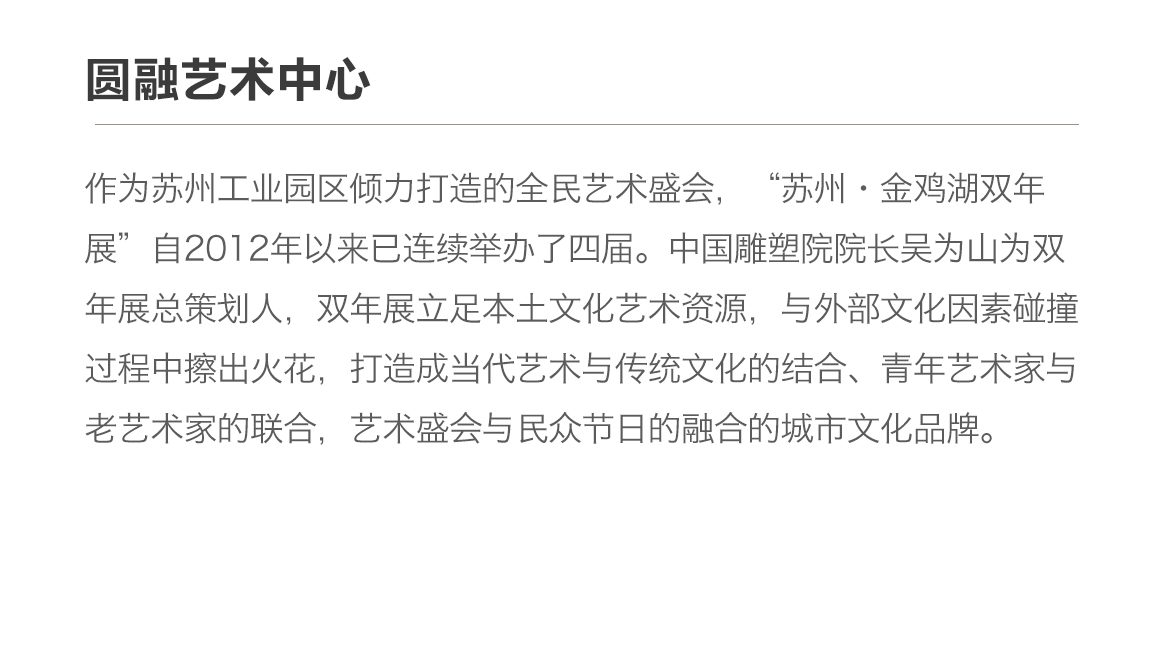 圆融艺术中心
作为苏州工业园区倾力打造的全民艺术盛会，“苏州・金鸡湖双年
展”自2012年以来已连续举办了四届。中国雕塑院院长吴为山为双
年展总策划人，双年展立足本土文化艺术资源，与外部文化因素碰撞
过程中擦出火花，打造成当代艺术与传统文化的结合、青年艺术家与
老艺术家的联合，艺术盛会与民众节日的融合的城市文化品牌。